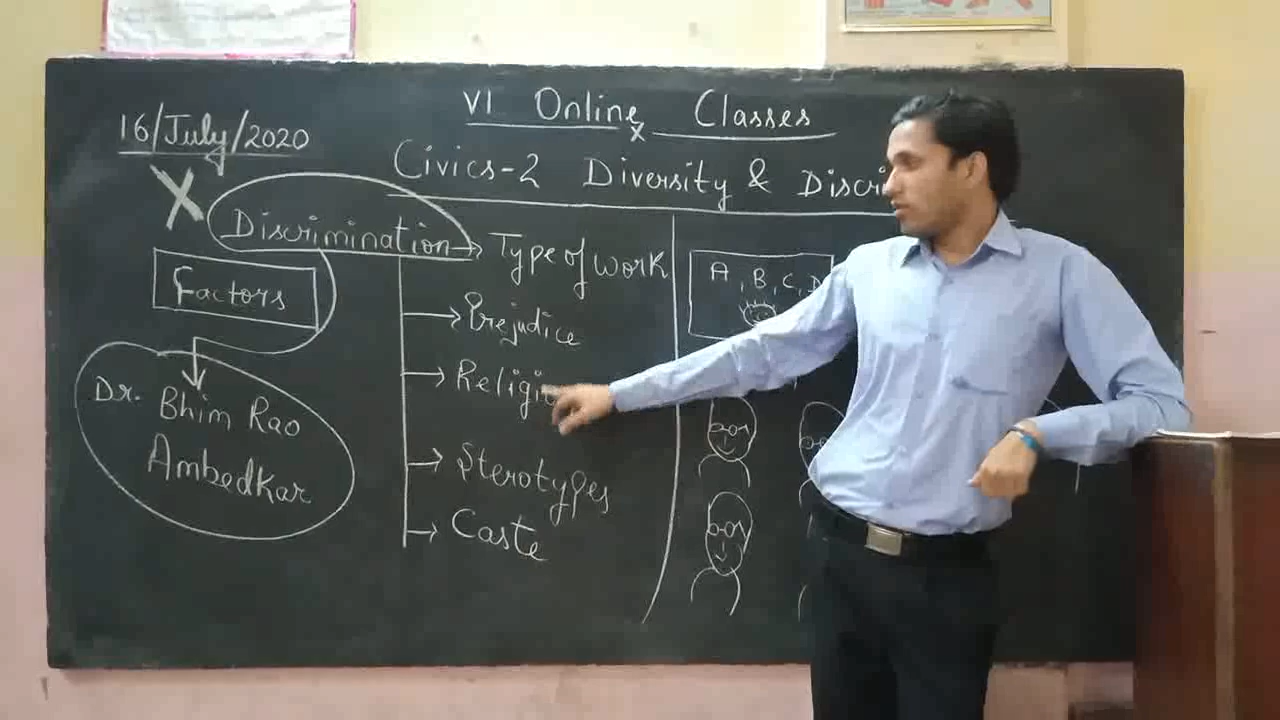 VI Online Classes
16/July/2020
Civics-2 Diversity & Discri
Discrimination
Factors
Dr. Bhim Rao
Ambedkar
Type of work
Prejudice
Religi
Sterotypes
Caste
A, B, C, D